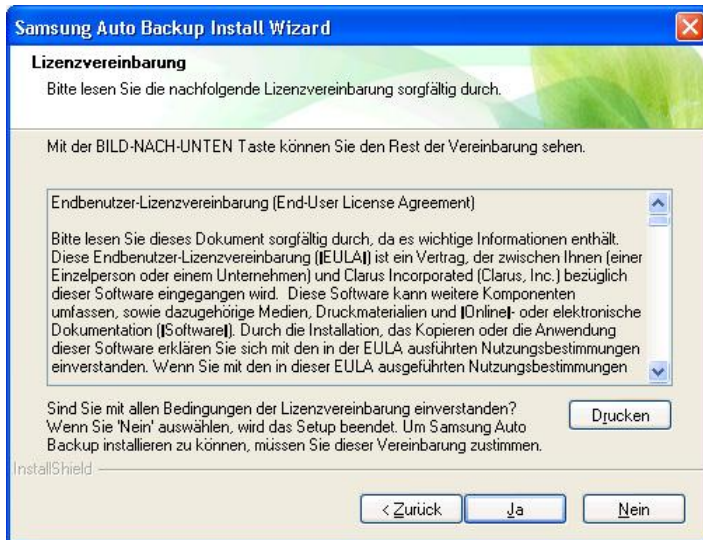 Samsung Auto Backup Install Wizard
Lizenzvereinbarung
Bitte lesen Sie die nachfolgende Lizenzvereinbarung sorgfältig durch.
Mit der BILD-NACH-UNTEN Taste können Sie den Rest der Vereinbarung sehen.
Endbenutzer-Lizenzvereinbarung (End-User License Agreement)
Bitte lesen Sie dieses Dokument sorgfältig durch, da es wichtige Informationen enthält.
Diese Endbenutzer-Lizenzvereinbarung (|EULA|) ist ein Vertrag, der zwischen Ihnen (einer
Einzelperson oder einem Unternehmen) und Clarus Incorporated (Clarus, Inc.) bezüglich
dieser Software eingegangen wird.  Diese Software kann weitere Komponenten
umfassen, sowie dazugehörige Medien, Druckmaterialien und |Online|- oder elektronische
Dokumentation (|Software|). Durch die Installation, das Kopieren oder die Anwendung
dieser Software erklären Sie sich mit den in der EULA ausführten Nutzungsbestimmungen
einverstanden. Wenn Sie mit den in dieser EULA ausgeführten Nutzungsbestimmungen
Sind Sie mit allen Bedingungen der Lizenzvereinbarung einverstanden?
Wenn Sie 'Nein' auswählen, wird das Setup beendet. Um Samsung Auto
Backup installieren zu können, müssen Sie dieser Vereinbarung zustimmen.
Drucken
InstallShield
< Zurück
Ja
Nein